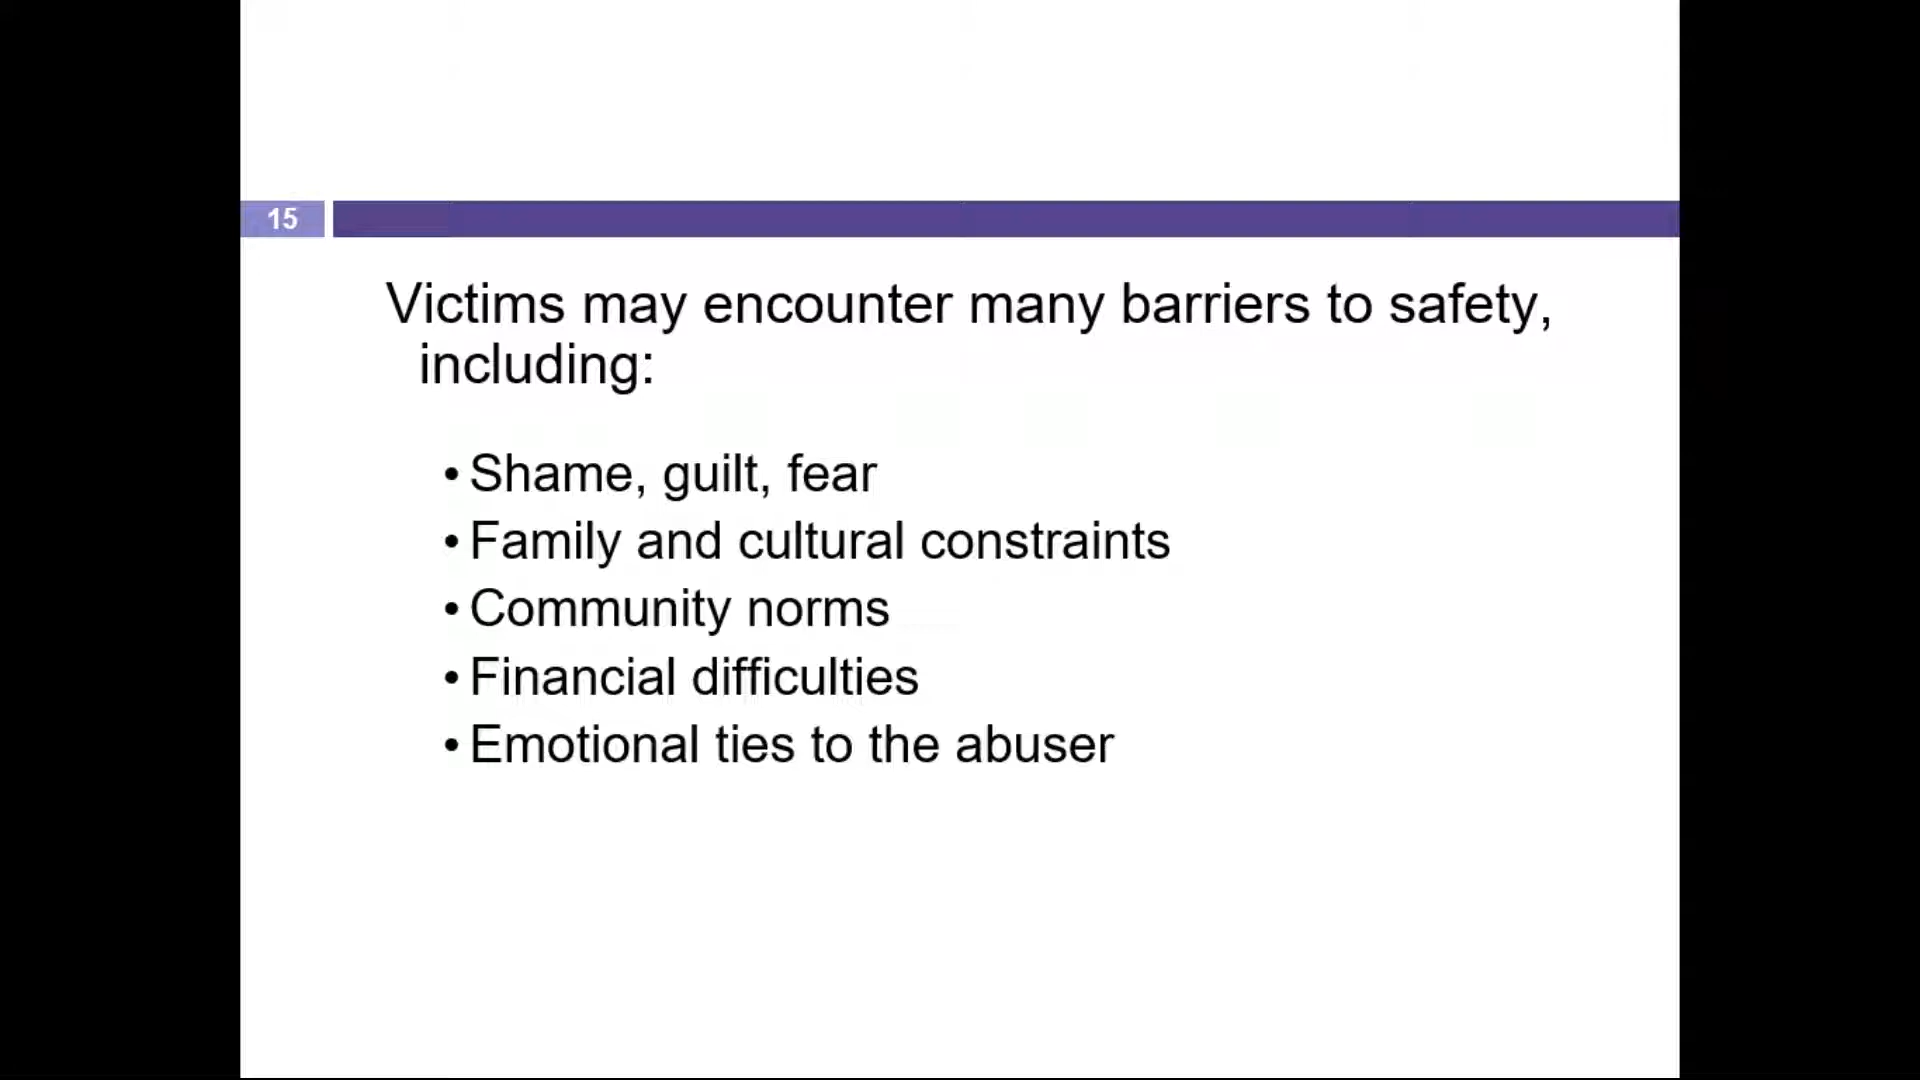 15
Victims may encounter many barriers to safety,
including:
• Shame, guilt, fear
• Family and cultural constraints
• Community norms
• Financial difficulties
• Emotional ties to the abuser